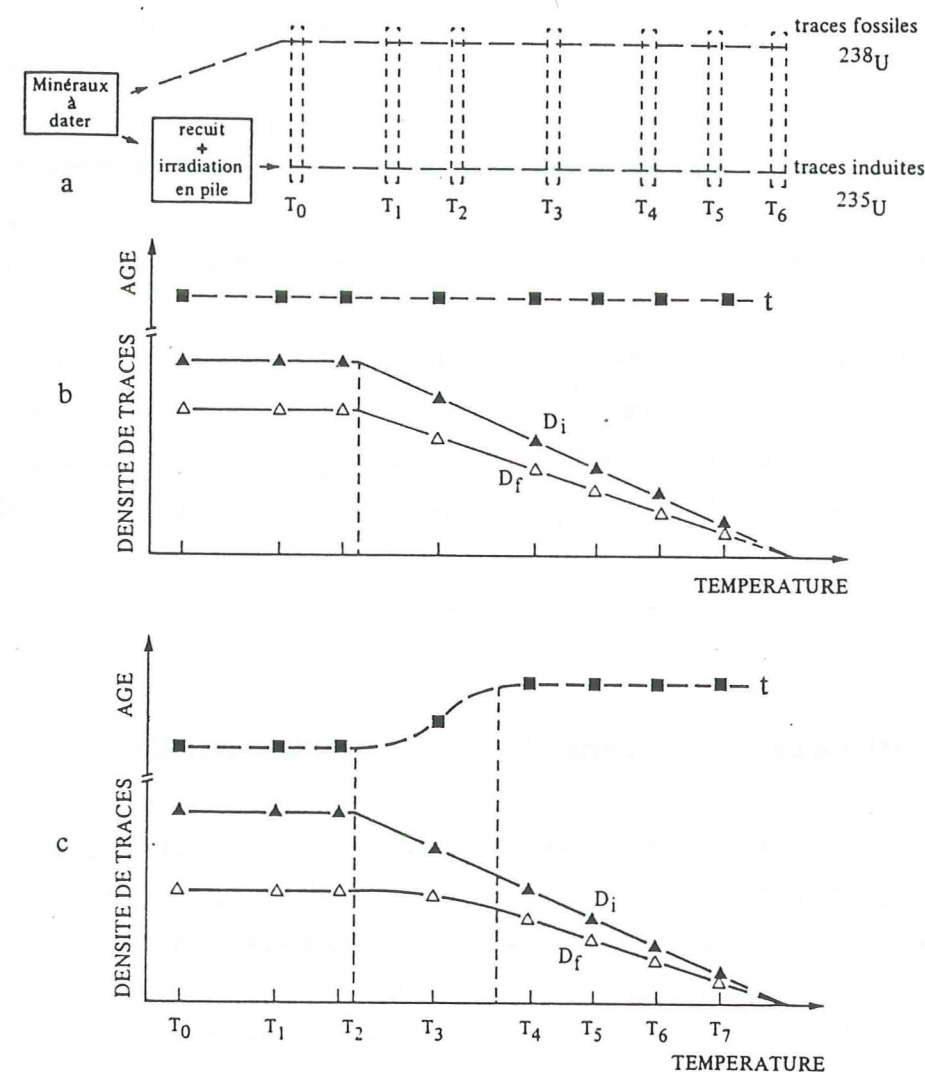 traces fossiles
238U
Minéraux
à
dater
recuit
+
irradiation
en pile
traces induites
235U
a
T0 T1 T2 T3 T4 T5 T6
AGE
t
b
DENSITE DE TRACES
Di
Df
TEMPERATURE
AGE
t
c
DENSITE DE TRACES
Di
Df
T0 T1 T2 T3 T4 T5 T6 T7
TEMPERATURE